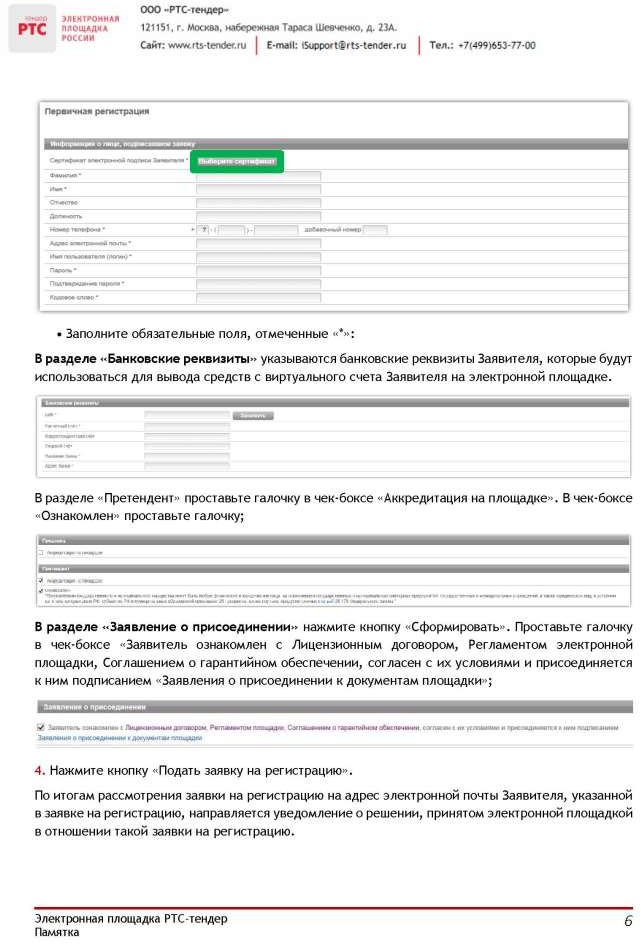 тендер
РТС
ЭЛЕКТРОННАЯ
ПЛОЩАДКА
РОССИИ
ООО «РТС-тендер»
121151, г. Москва, набережная Тараса Шевченко, д. 23А.
Сайт: www.rts-tender.ru E-mail: iSupport@rts-tender.ru Тел.: +7(499)653-77-00
Первичная регистрация
Информация о лице, подписавшем заявку
Сертификат электронной подписи Заявителя * Выберите сертификат
Фамилия *
Имя *
Отчество
Должность
Номер телефона * + 7 - ( ) - добавочный номер
Адрес электронной почты *
Имя пользователя (логин) *
Пароль *
Подтверждение пароля *
Кодовое слово *
• Заполните обязательные поля, отмеченные «*»:
В разделе «Банковские реквизиты» указываются банковские реквизиты Заявителя, которые будут
использоваться для вывода средств с виртуального счета Заявителя на электронной площадке.
Банковские реквизиты
БИК * Заполнить
Расчетный счет *
Корреспондентский счет
Лицевой счет
Название банка *
Адрес банка *
В разделе «Претендент» проставьте галочку в чек-боксе «Аккредитация на площадке». В чек-боксе
«Ознакомлен» проставьте галочку;
Аккредитация на площадке
Претендент
Аккредитация на площадке
Ознакомлен
В разделе «Заявление о присоединении» нажмите кнопку «Сформировать». Проставьте галочку
в чек-боксе «Заявитель ознакомлен с Лицензионным договором, Регламентом электронной
площадки, Соглашением о гарантийном обеспечении, согласен с их условиями и присоединяется
к ним подписанием «Заявления о присоединении к документам площадки»;
Заявление о присоединении
Заявитель ознакомлен с Лицензионным договором, Регламентом площадки, Соглашением о гарантийном обеспечении, согласен с их условиями и присоединяется к ним подписанием
Заявления о присоединении к документам площадки
4. Нажмите кнопку «Подать заявку на регистрацию».
По итогам рассмотрения заявки на регистрацию на адрес электронной почты Заявителя, указанной
в заявке на регистрацию, направляется уведомление о решении, принятом электронной площадкой
в отношении такой заявки на регистрацию.
Электронная площадка РТС-тендер
Памятка
6